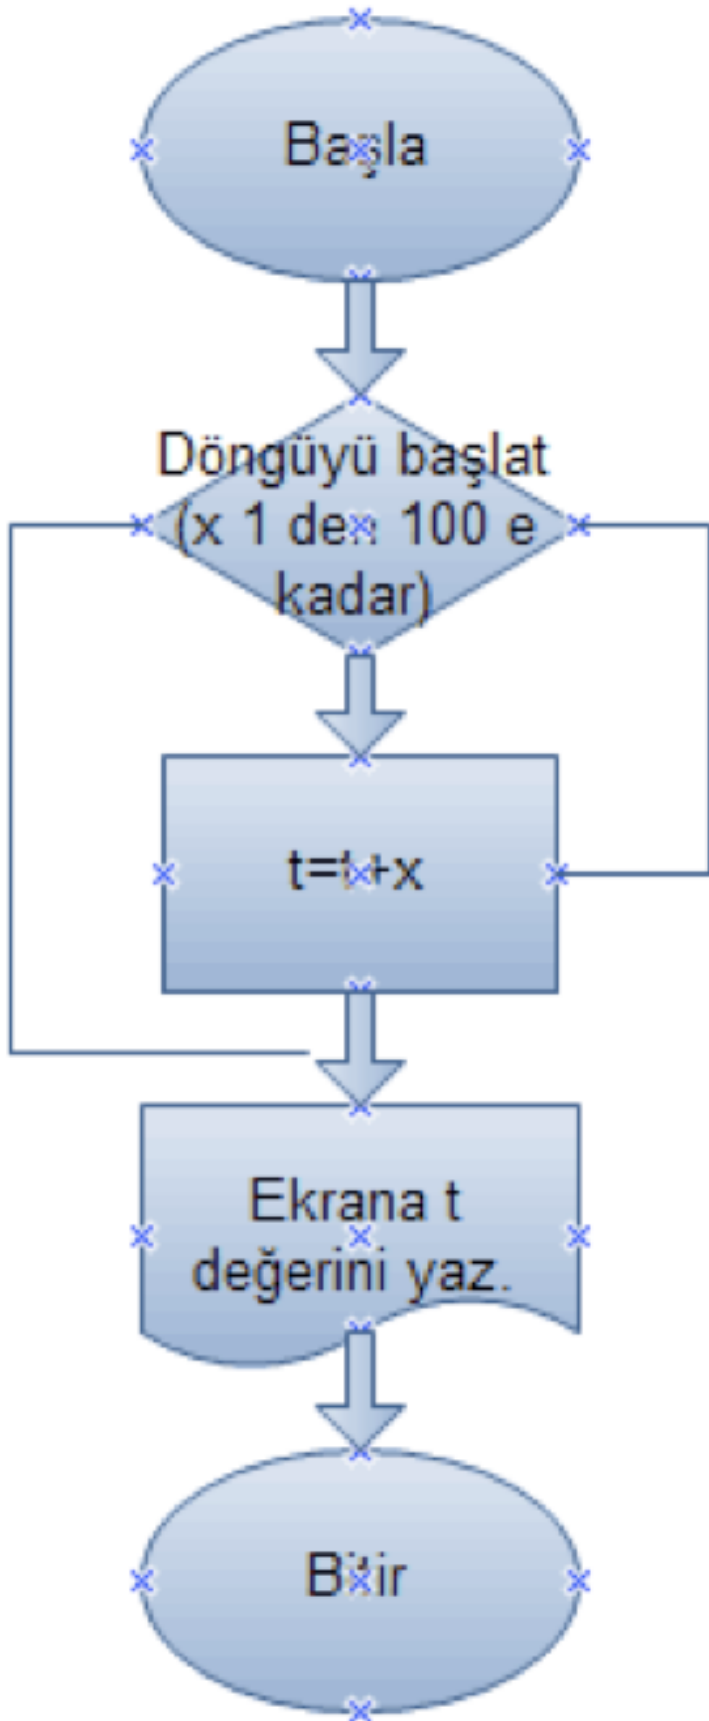 Başla
Döngüyü başlat
(x 1 den 100 e
kadar)
t=t+x
Ekrana t
değerini yaz.
Bitir